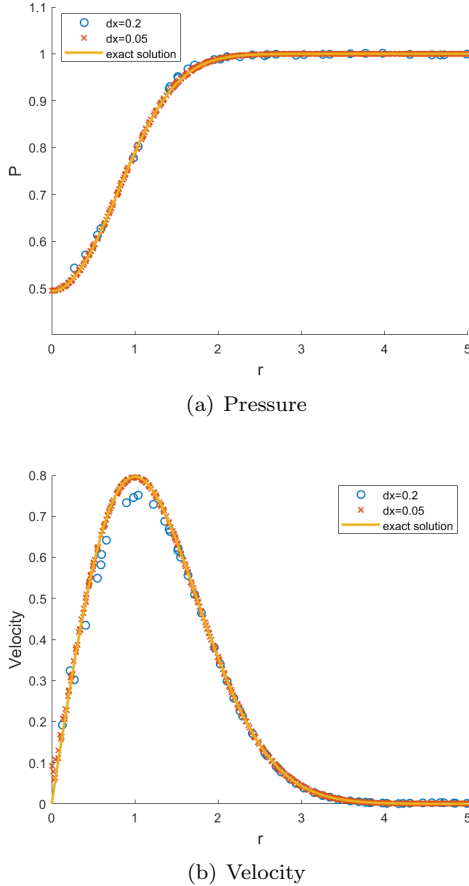 1.1
dx=0.2
dx=0.05
exact solution
1
0.9
0.8
P
0.7
0.6
0.5
0 1 2 3 4 5
r
(a) Pressure
0.8
dx=0.2
dx=0.05
exact solution
0.7
0.6
0.5
Velocity
0.4
0.3
0.2
0.1
0
0 1 2 3 4 5
r
(b) Velocity